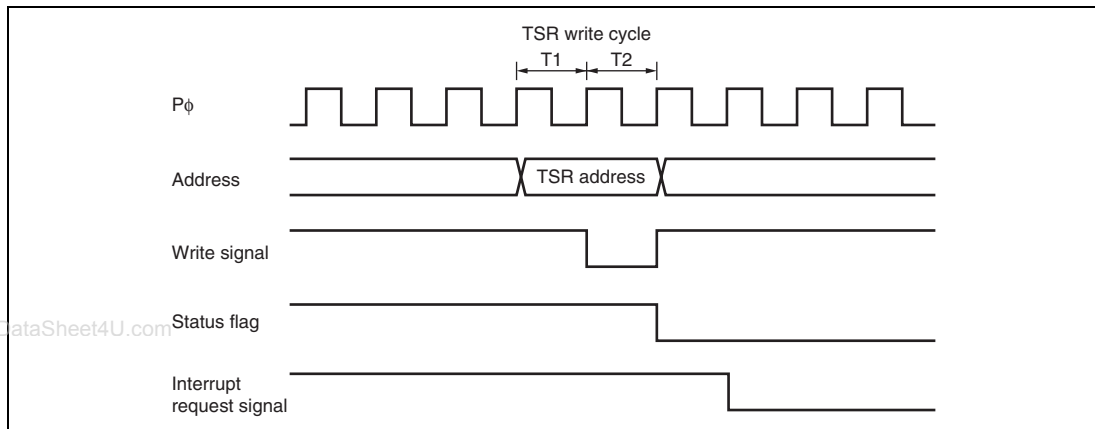 TSR write cycle
T1 T2
Pϕ
Address
TSR address
Write signal
DataSheet4U.com
Status flag
Interrupt
request signal